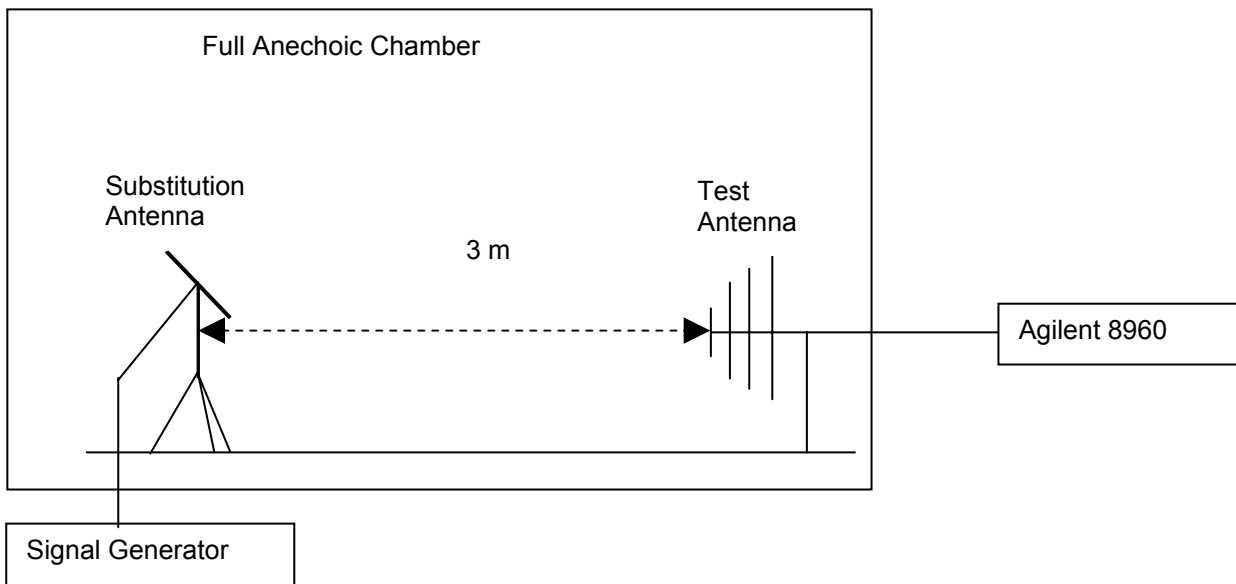 Full Anechoic Chamber
Substitution
Antenna
Test
Antenna
3 m
Agilent 8960
Signal Generator